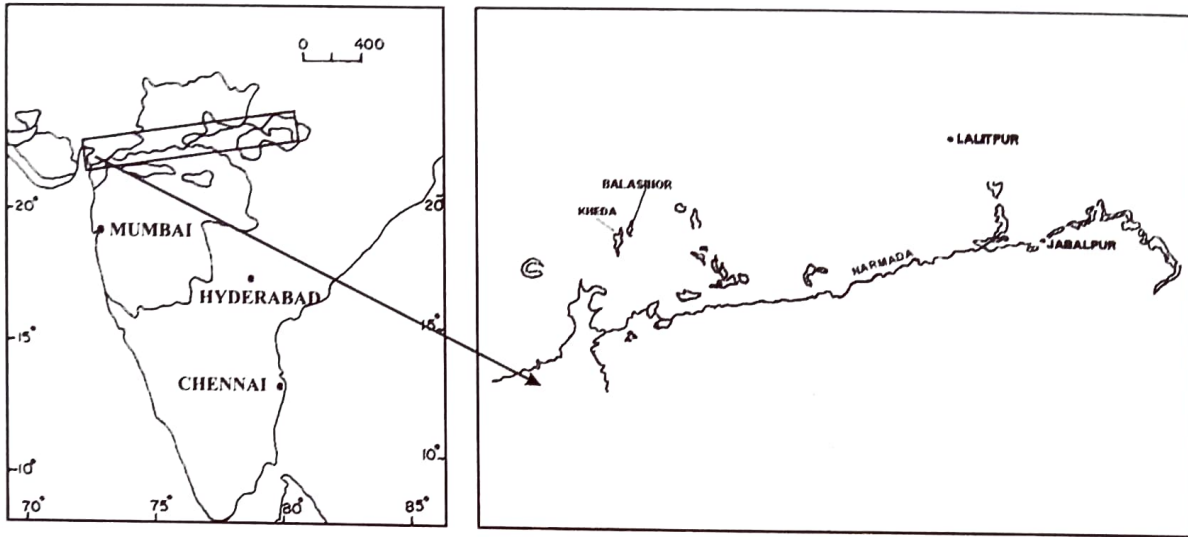 0 400
20°
20°
MUMBAI
HYDERABAD
15°
15°
CHENNAI
10°
10°
70° 75° 80° 85°
LALITPUR
BALASINOR
KHEDA
NARMADA
JABALPUR